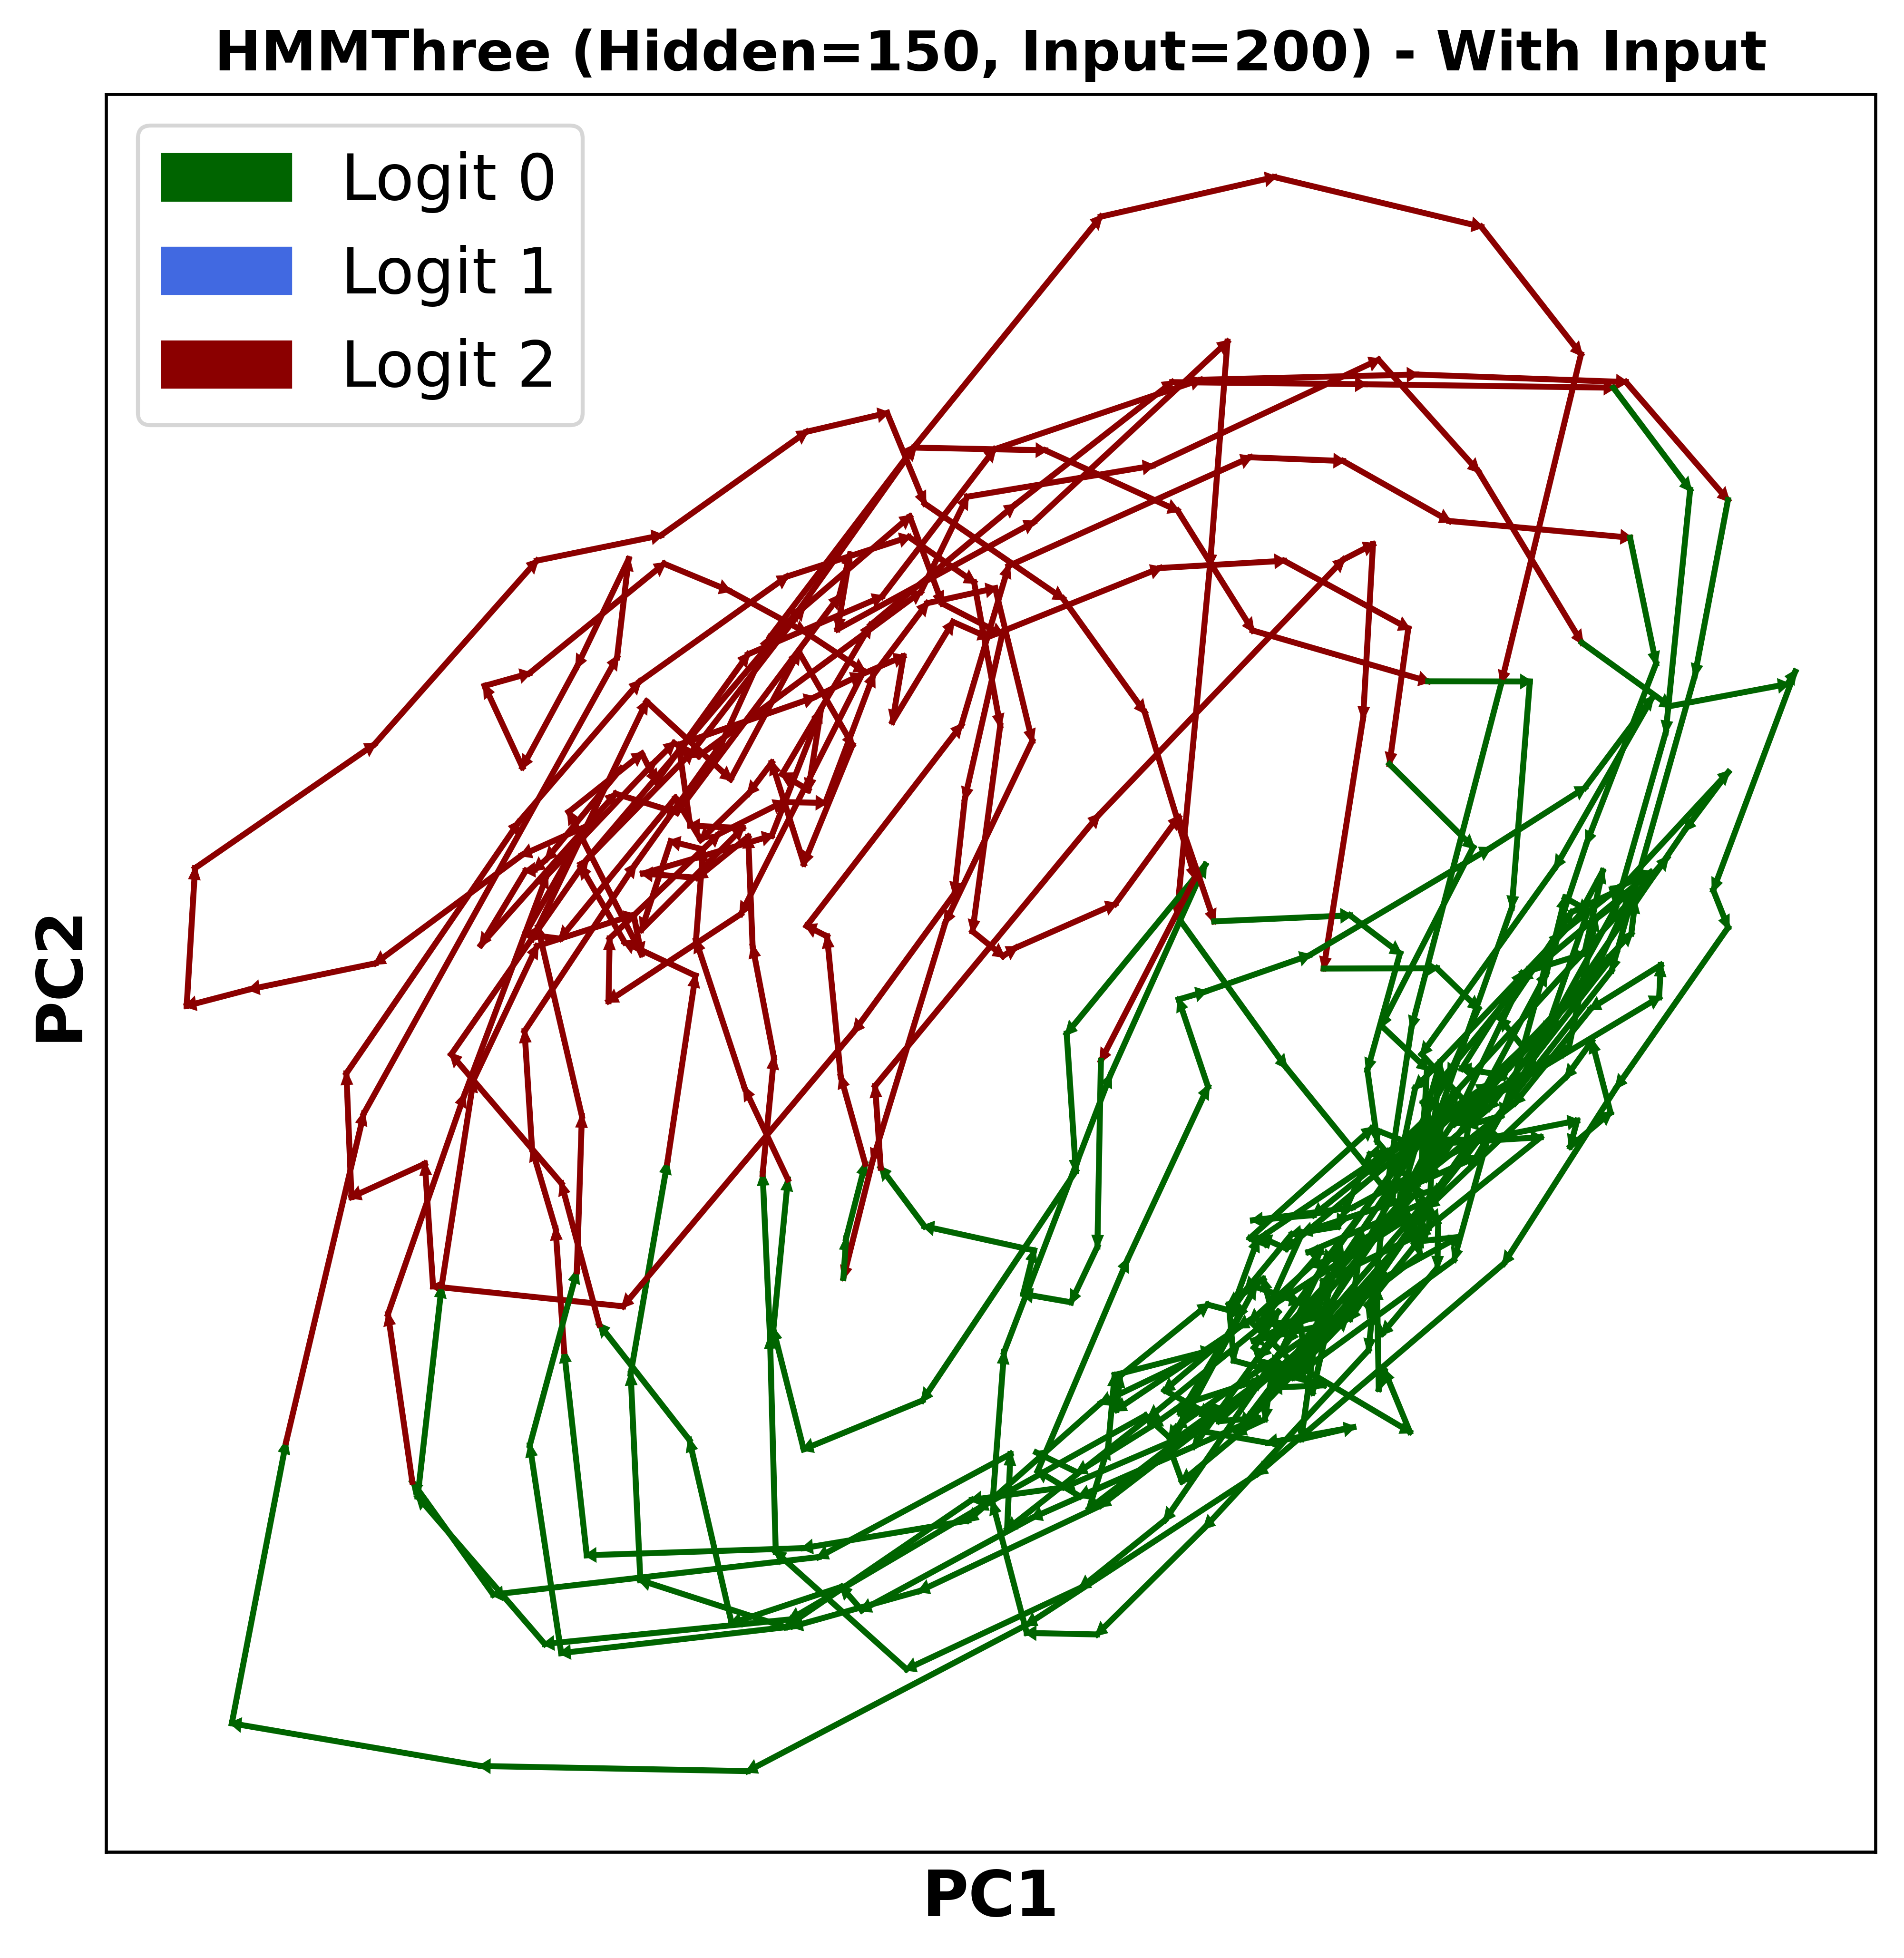 HMMThree (Hidden=150, Input=200) - With Input
Logit 0
Logit 1
Logit 2
PC2
PC1